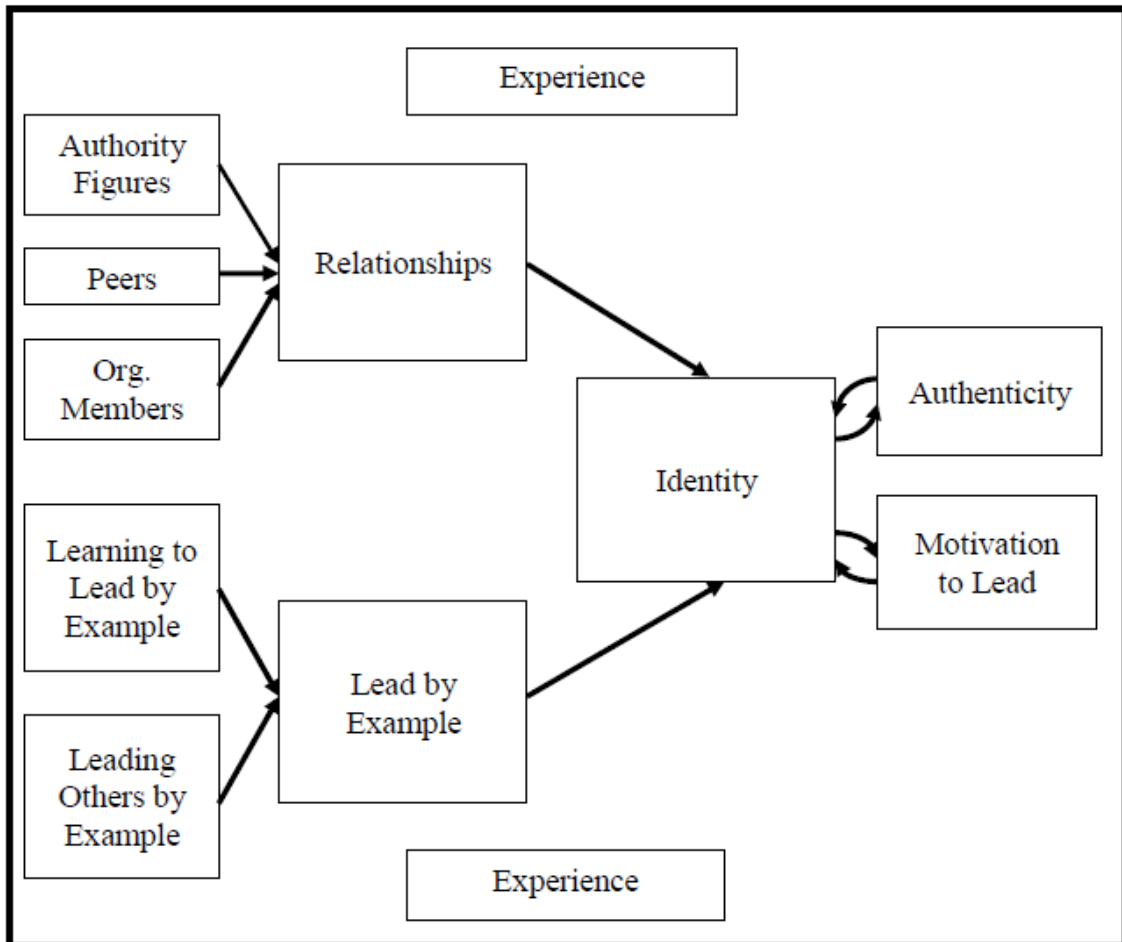 Experience
Authority
Figures
Peers
Org.
Members
Relationships
Identity
Authenticity
Motivation
to Lead
Learning to
Lead by
Example
Leading
Others by
Example
Lead by
Example
Experience